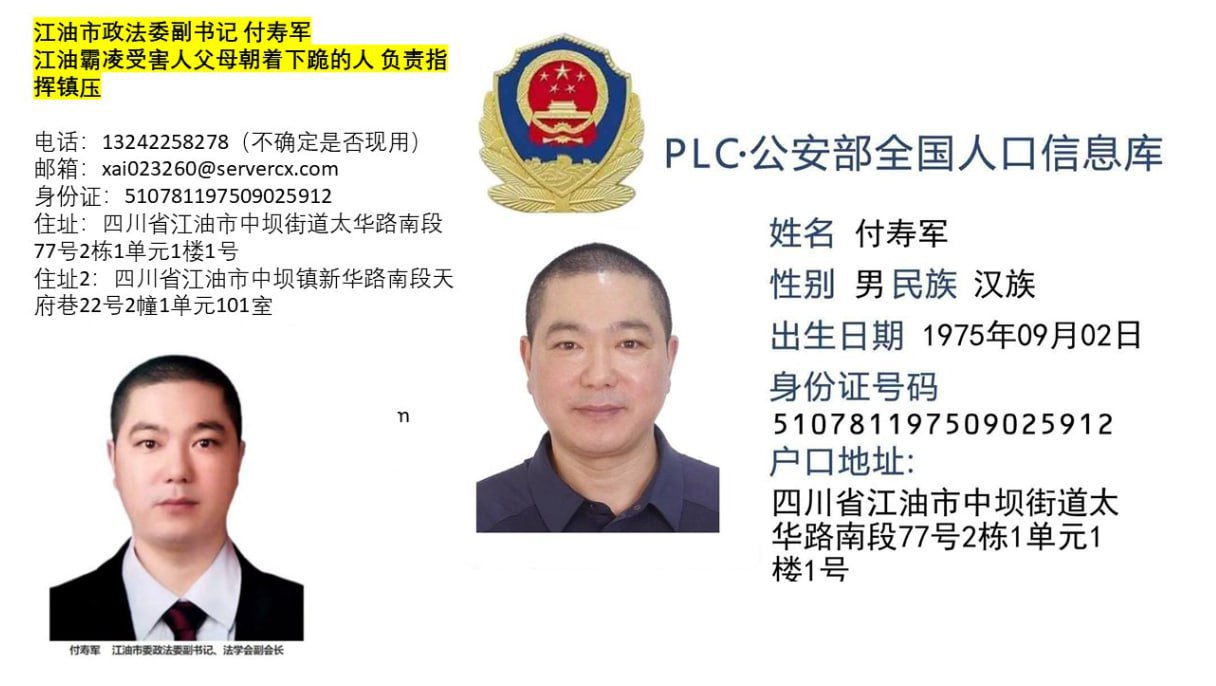 江油市政法委副书记 付寿军
江油霸凌受害人父母朝着下跪的人 负责指
挥镇压
电话：13242258278（不确定是否现用）
邮箱：xai023260@servercx.com
身份证：510781197509025912
住址：四川省江油市中坝街道太华路南段
77号2栋1单元1楼1号
住址2：四川省江油市中坝镇新华路南段天
府巷22号2幢1单元101室
n
付寿军 江油市委政法委副书记、法学会副会长
PLC·公安部全国人口信息库
姓名 付寿军
性别 男 民族 汉族
出生日期 1975年09月02日
身份证号码
510781197509025912
户口地址:
四川省江油市中坝街道太
华路南段77号2栋1单元1
楼1号